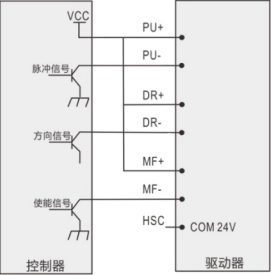 VCC
PU+
PU-
脉冲信号
DR+
DR-
方向信号
MF+
MF-
使能信号
HSC
COM 24V
控制器
驱动器